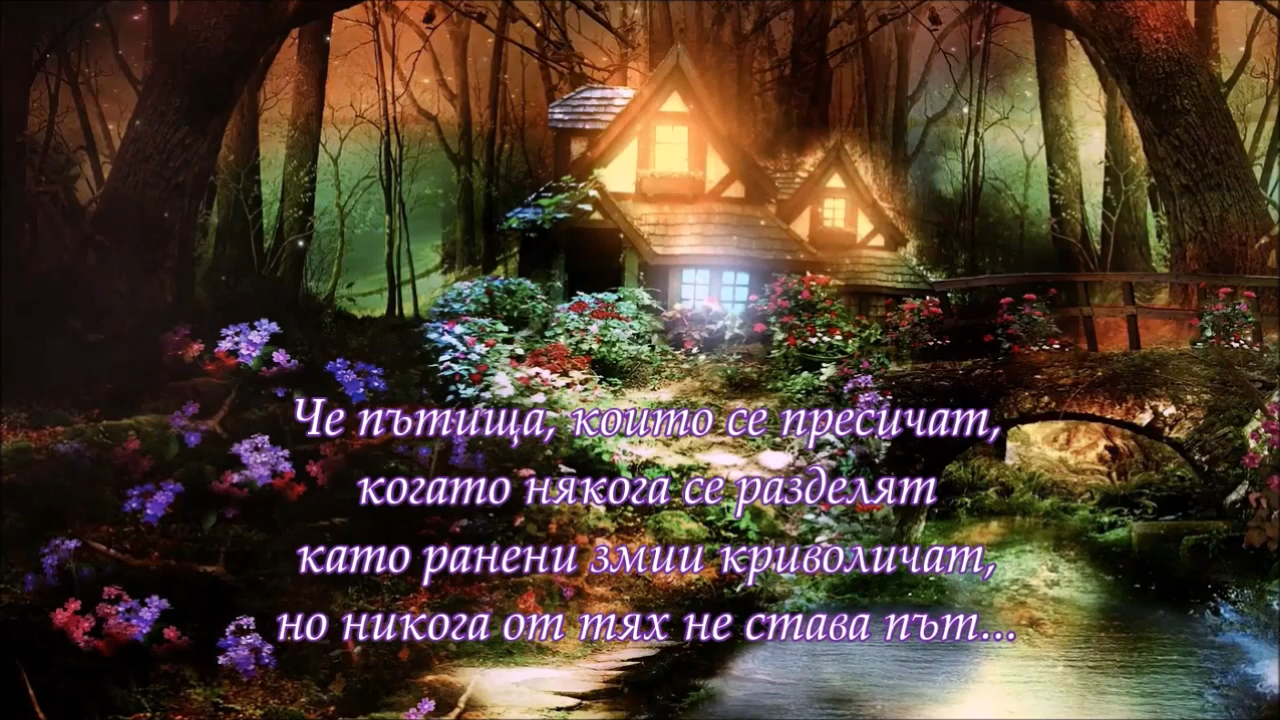 Че пътища, които се пресичат,
когато някога се разделят
като ранени змии криволичат,
но никога от тях не става път...